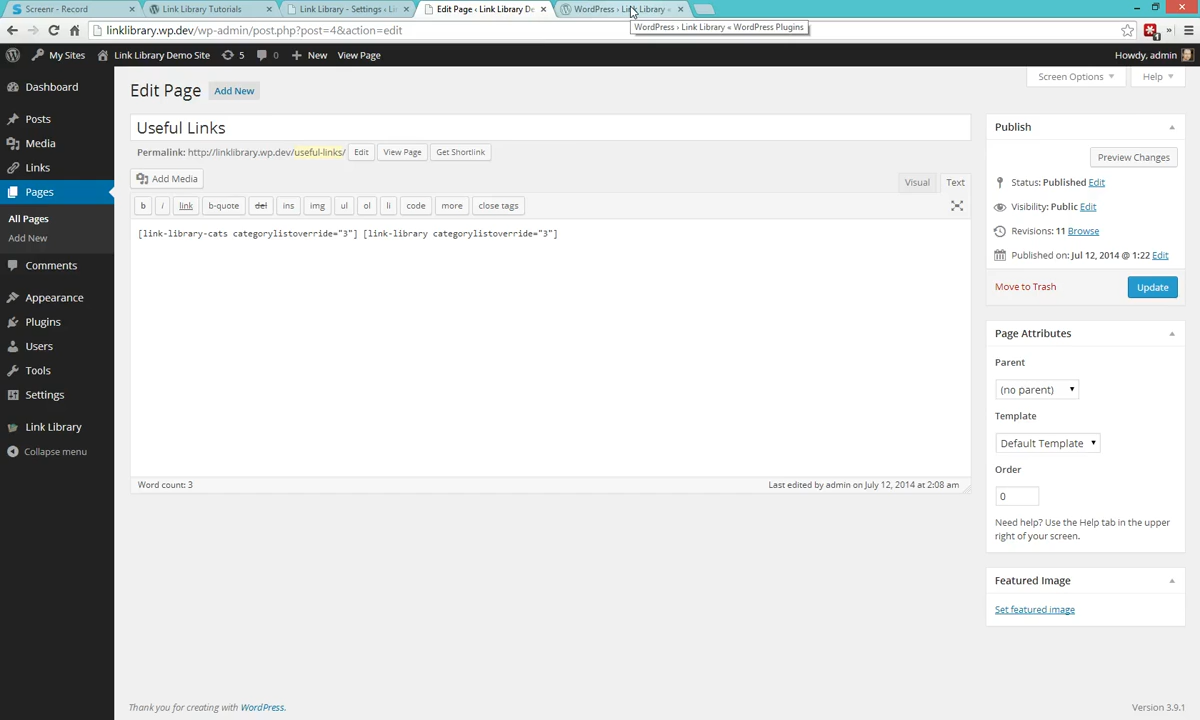 Screenr - Record
Link Library Tutorials
Link Library - Settings ‹ Li
Edit Page ‹ Link Library De
WordPress › Link Library «
linklibrary.wp.dev/wp-admin/post.php?post=4&action=edit
WordPress › Link Library « WordPress Plugins
My Sites
Link Library Demo Site
5
0
New
View Page
Howdy, admin
Dashboard
Posts
Media
Links
Pages
All Pages
Add New
Comments
Appearance
Plugins
Users
Tools
Settings
Link Library
Collapse menu
Screen Options
Help
Edit Page
Add New
Useful Links
Permalink: http://linklibrary.wp.dev/useful-links/ Edit View Page Get Shortlink
Add Media
Visual
Text
b
i
link
b-quote
del
ins
img
ul
ol
li
code
more
close tags
[link-library-cats categorylistoverride="3"] [link-library categorylistoverride="3"]
Word count: 3
Last edited by admin on July 12, 2014 at 2:08 am
Publish
Preview Changes
Status: Published Edit
Visibility: Public Edit
Revisions: 11 Browse
Published on: Jul 12, 2014 @ 1:22 Edit
Move to Trash
Update
Page Attributes
Parent
(no parent)
Template
Default Template
Order
0
Need help? Use the Help tab in the upper
right of your screen.
Featured Image
Set featured image
Thank you for creating with WordPress.
Version 3.9.1